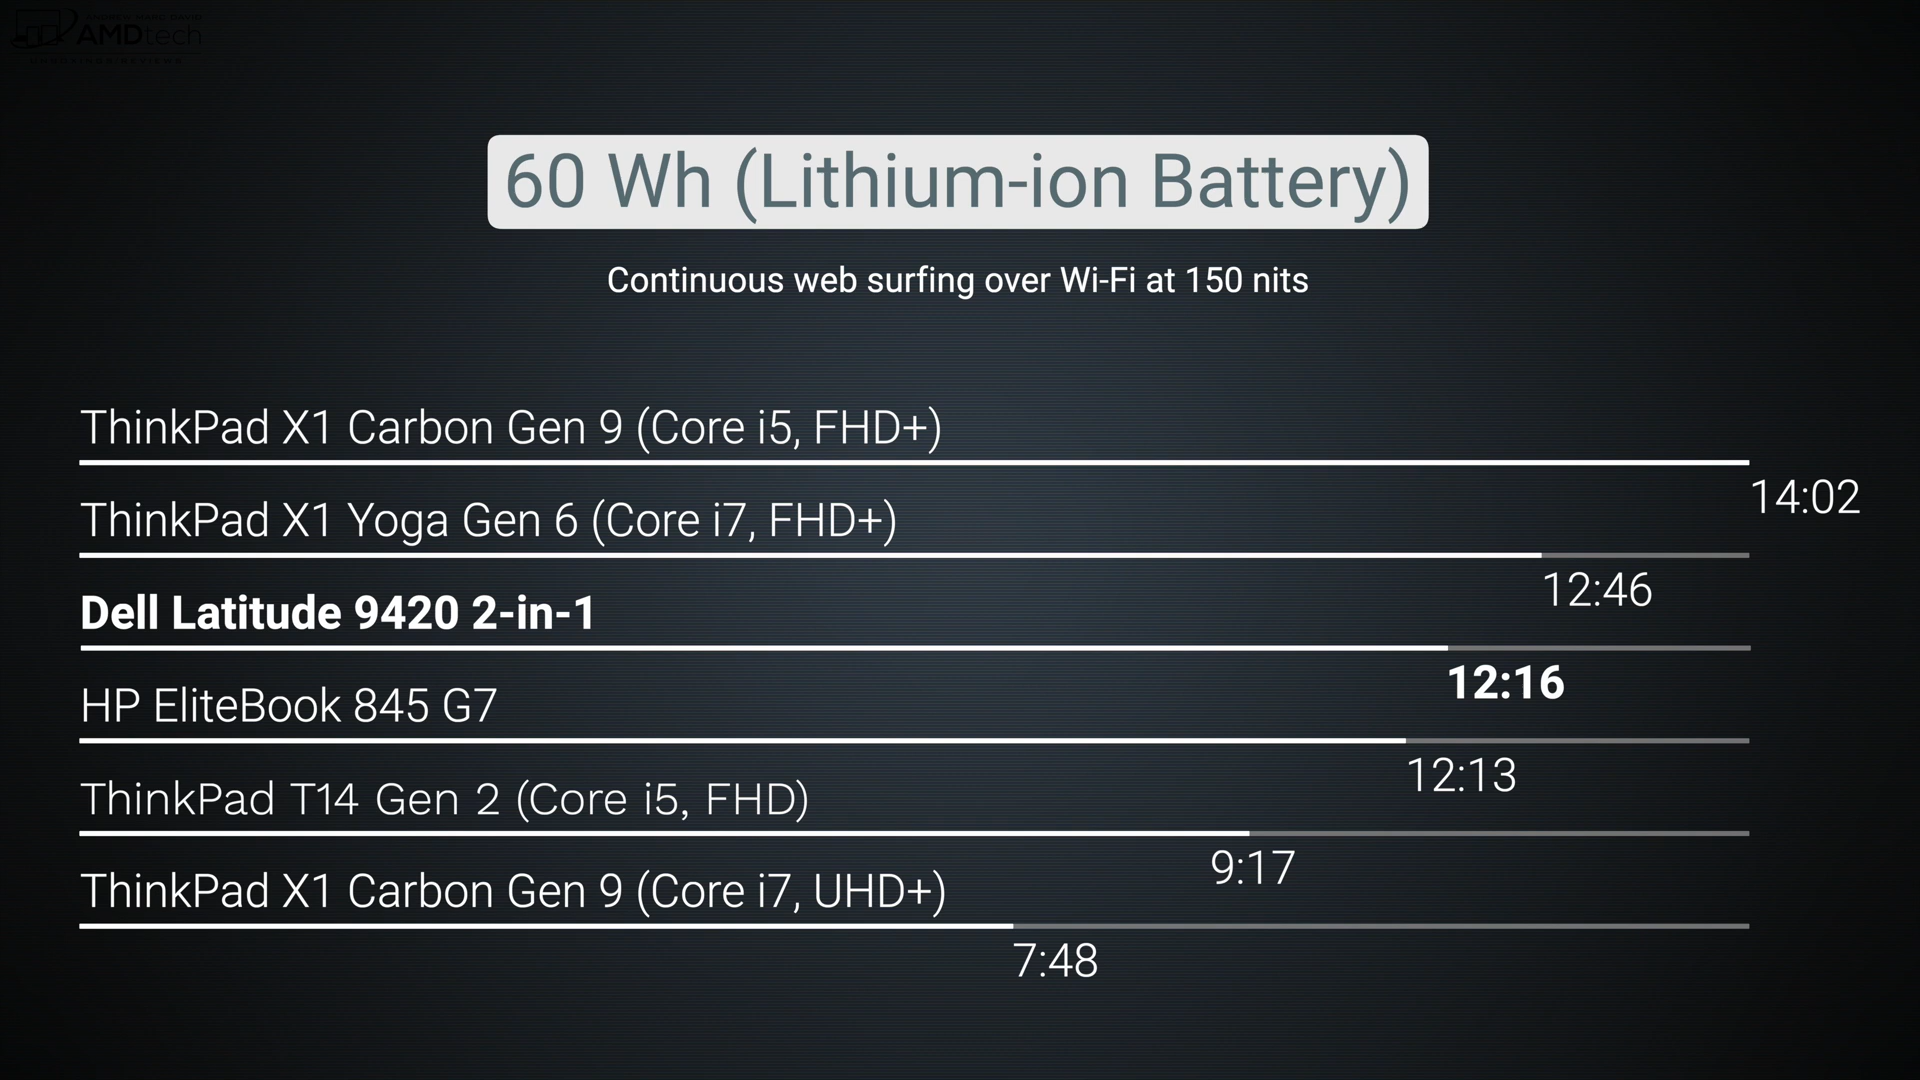 AMDtech
60 Wh (Lithium-ion Battery)
Continuous web surfing over Wi-Fi at 150 nits
ThinkPad X1 Carbon Gen 9 (Core i5, FHD+)
14:02
ThinkPad X1 Yoga Gen 6 (Core i7, FHD+)
12:46
Dell Latitude 9420 2-in-1
12:16
HP EliteBook 845 G7
12:13
ThinkPad T14 Gen 2 (Core i5, FHD)
9:17
ThinkPad X1 Carbon Gen 9 (Core i7, UHD+)
7:48